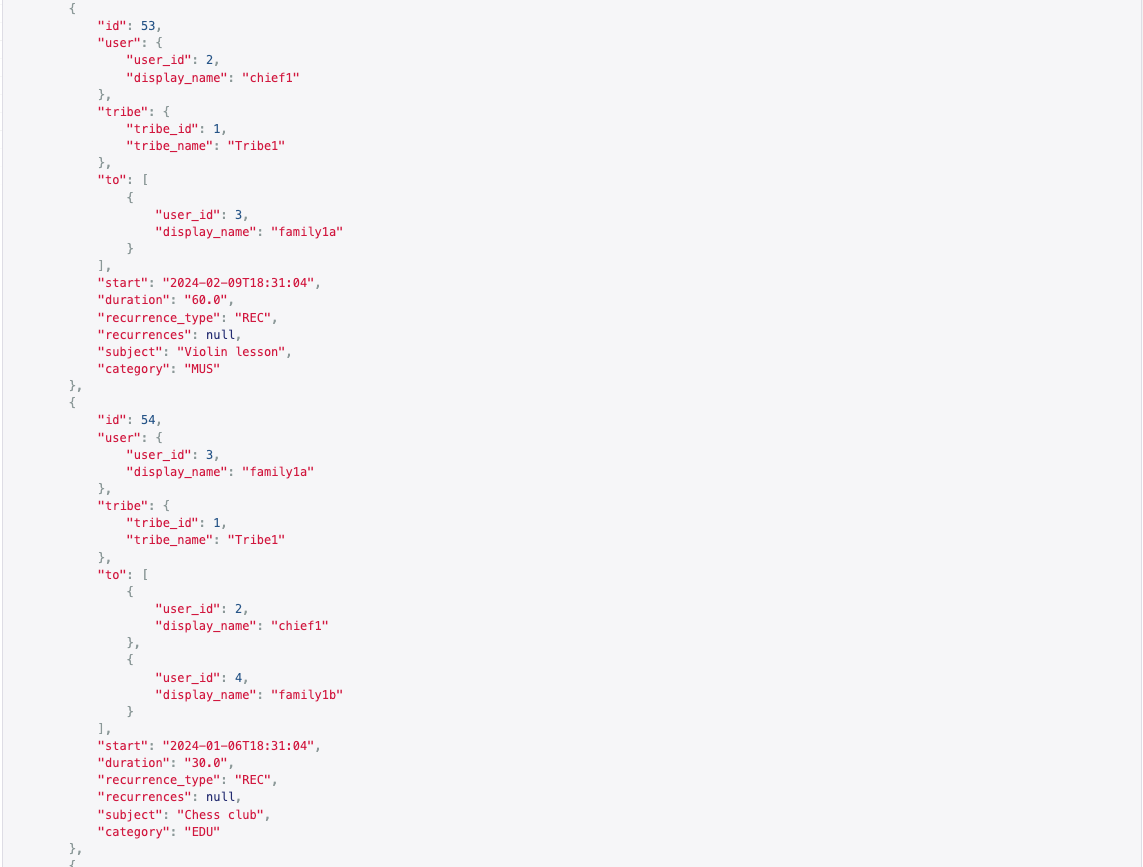 {
"id": 53,
"user": {
"user_id": 2,
"display_name": "chief1"
},
"tribe": {
"tribe_id": 1,
"tribe_name": "Tribe1"
},
"to": [
{
"user_id": 3,
"display_name": "family1a"
}
],
"start": "2024-02-09T18:31:04",
"duration": "60.0",
"recurrence_type": "REC",
"recurrences": null,
"subject": "Violin lesson",
"category": "MUS"
},
{
"id": 54,
"user": {
"user_id": 3,
"display_name": "family1a"
},
"tribe": {
"tribe_id": 1,
"tribe_name": "Tribe1"
},
"to": [
{
"user_id": 2,
"display_name": "chief1"
},
{
"user_id": 4,
"display_name": "family1b"
}
],
"start": "2024-01-06T18:31:04",
"duration": "30.0",
"recurrence_type": "REC",
"recurrences": null,
"subject": "Chess club",
"category": "EDU"
},
{